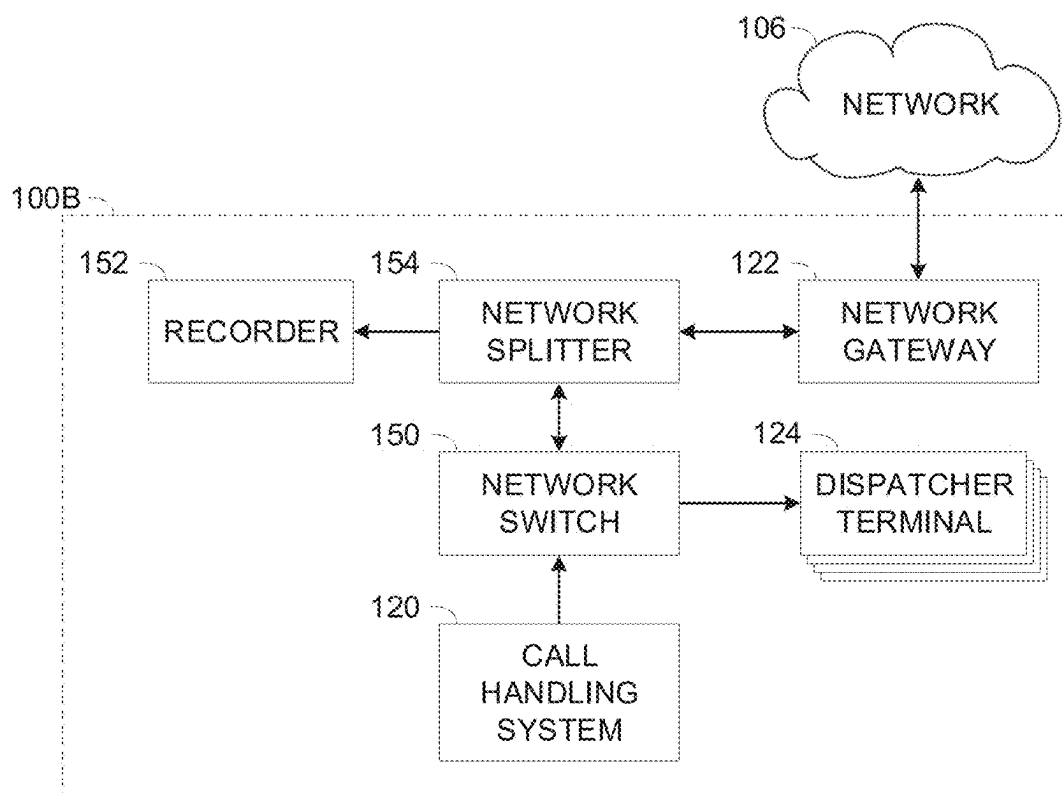 106
NETWORK
100B
152
RECORDER
154
NETWORK
SPLITTER
122
NETWORK
GATEWAY
150
NETWORK
SWITCH
124
DISPATCHER
TERMINAL
120
CALL
HANDLING
SYSTEM